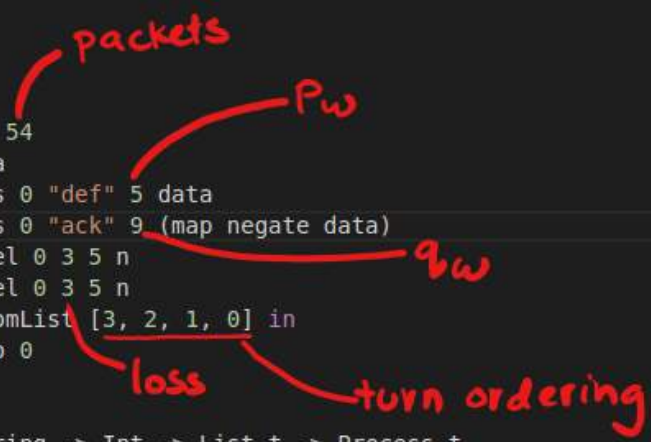 packets
54
Pw
s 0 "def" 5 data
s 0 "ack" 9 (map negate data)
el 0 3 5 n
qw
el 0 3 5 n
omList [3, 2, 1, 0] in
o 0
loss
turn ordering
ring -> Int -> List t -> Process t